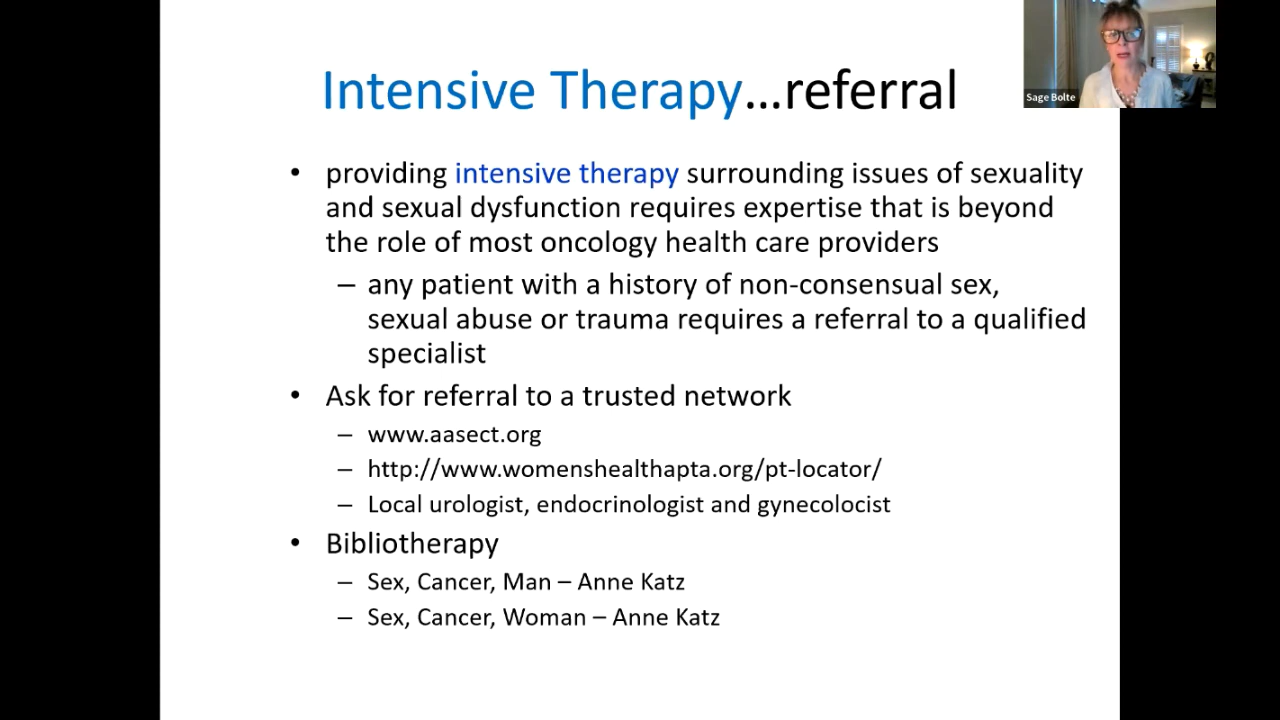 Intensive Therapy...referral
Sage Bolte
• providing intensive therapy surrounding issues of sexuality
and sexual dysfunction requires expertise that is beyond
the role of most oncology health care providers
– any patient with a history of non-consensual sex,
sexual abuse or trauma requires a referral to a qualified
specialist
• Ask for referral to a trusted network
– www.aasect.org
– http://www.womenshealthapta.org/pt-locator/
– Local urologist, endocrinologist and gynecolocist
• Bibliotherapy
– Sex, Cancer, Man – Anne Katz
– Sex, Cancer, Woman – Anne Katz